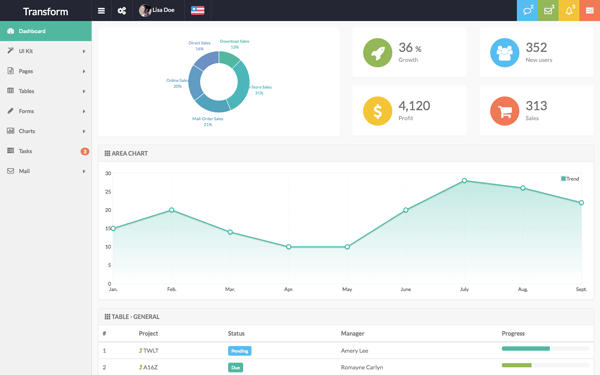 Transform
Lisa Doe
Dashboard
UI Kit
Pages
Tables
Forms
Charts
Tasks
Mail
Direct Sales
16%
Download Sales
13%
Online Sales
20%
Store Sales
31%
Mail-Order Sales
21%
36 %
Growth
352
New users
4,120
Profit
313
Sales
AREA CHART
Trend
30
25
20
15
10
5
0
Jan.
Feb.
Mar.
Apr.
May
June
July
Aug.
Sept.
TABLE - GENERAL
# Project Status Manager Progress
1 TWLT Pending Amery Lee
2 A16Z Due Romayne Carlyn